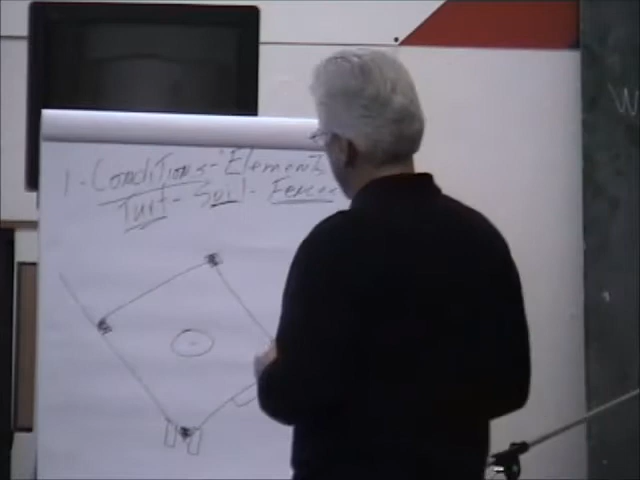 1 - Conditions - "Elements
Turf - Soil - Fences
W